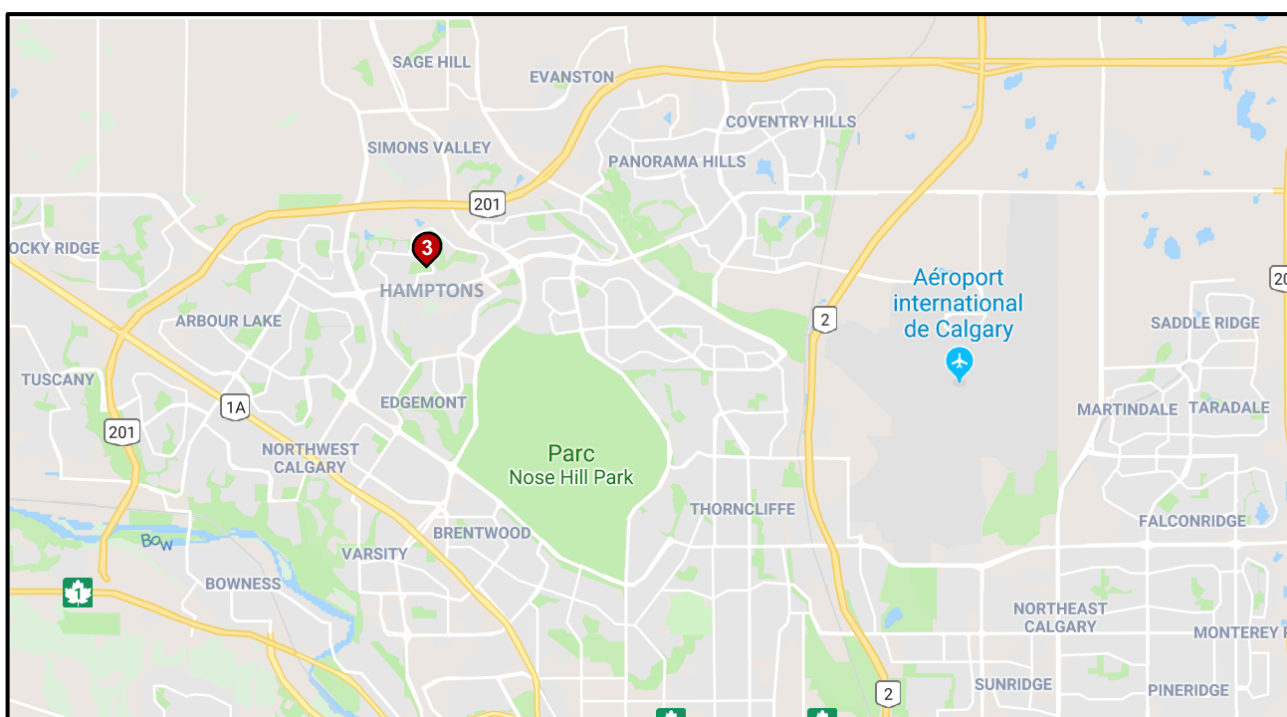 SAGE HILL
EVANSTON
COVENTRY HILLS
SIMONS VALLEY
PANORAMA HILLS
201
3
OCKY RIDGE
HAMPTONS
Aéroport
international
de Calgary
20
2
ARBOUR LAKE
SADDLE RIDGE
TUSCANY
EDGEMONT
1A
MARTINDALE
TARADALE
201
NORTHWEST
CALGARY
Parc
Nose Hill Park
THORNCLIFFE
FALCONRIDGE
BRENTWOOD
Bow
VARSITY
BOWNESS
1
NORTHEAST
CALGARY
MONTEREY P
SUNRIDGE
2
PINERIDGE